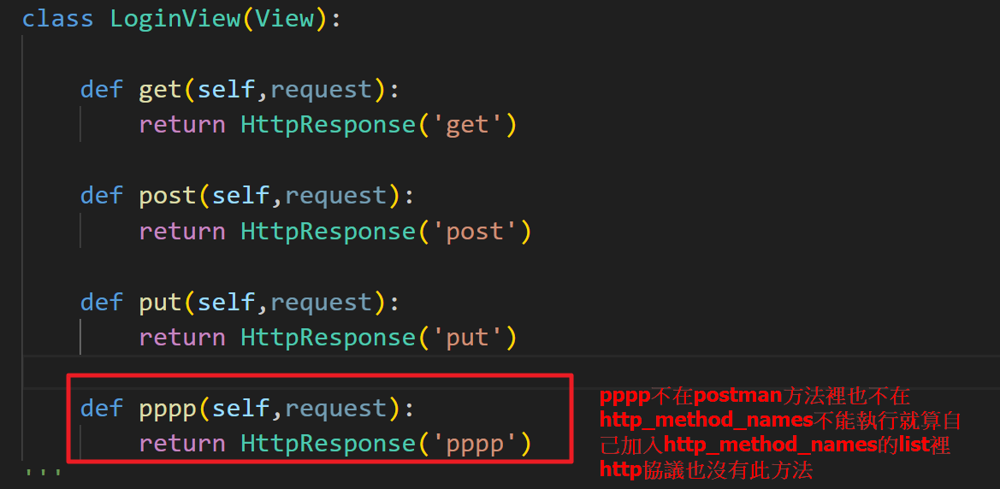 class LoginView(View):
def get(self,request):
return HttpResponse('get')
def post(self,request):
return HttpResponse('post')
def put(self,request):
return HttpResponse('put')
def pppp(self,request):
return HttpResponse('pppp')
'''
pppp不在postman方法裡也不在
http_method_names不能執行就算自
己加入http_method_names的list裡
http協議也沒有此方法